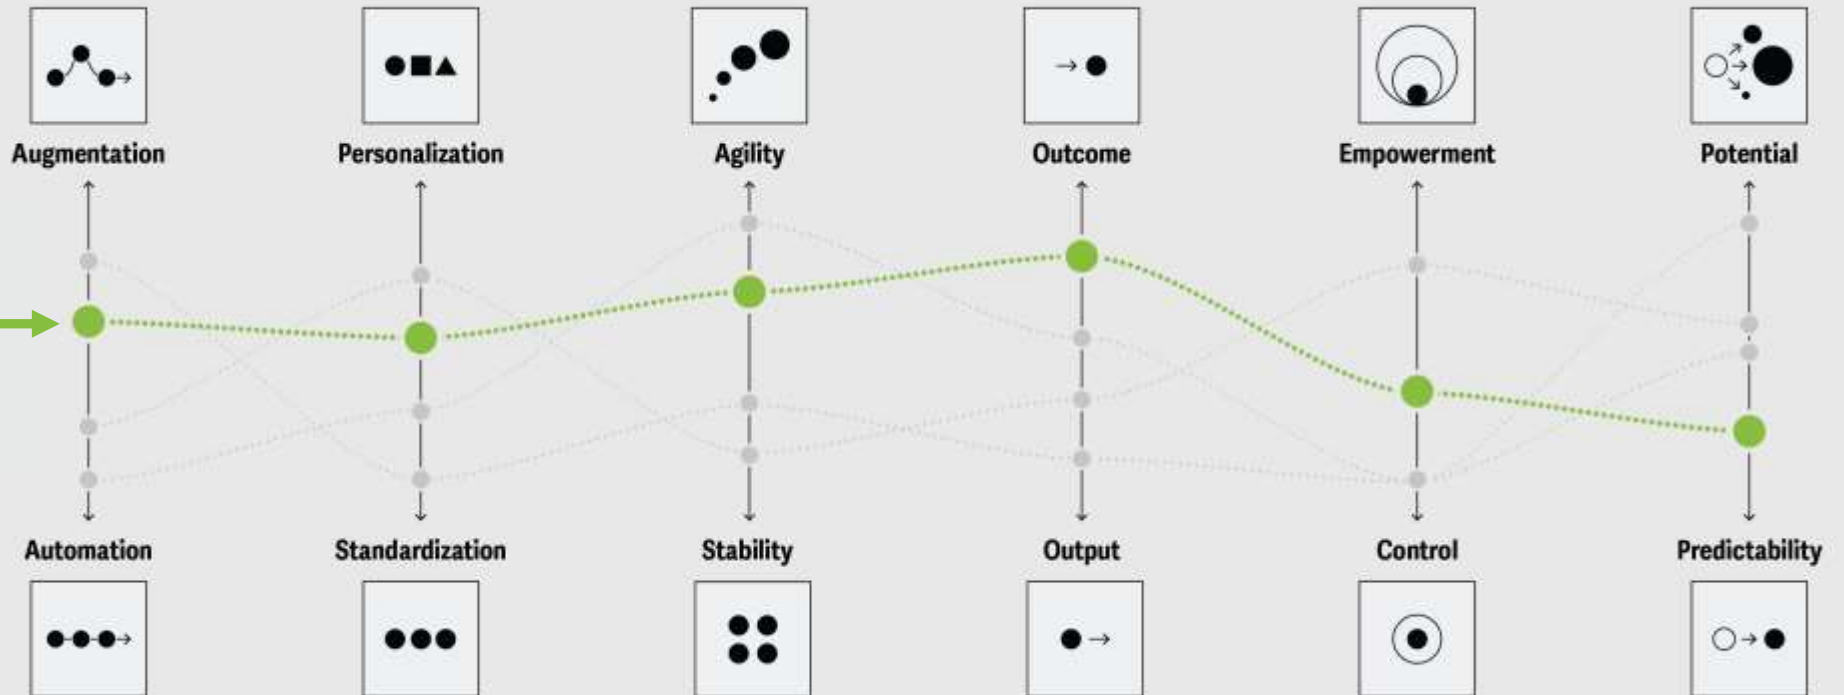 Augmentation
Personalization
Agility
Outcome
Empowerment
Potential
Automation
Standardization
Stability
Output
Control
Predictability